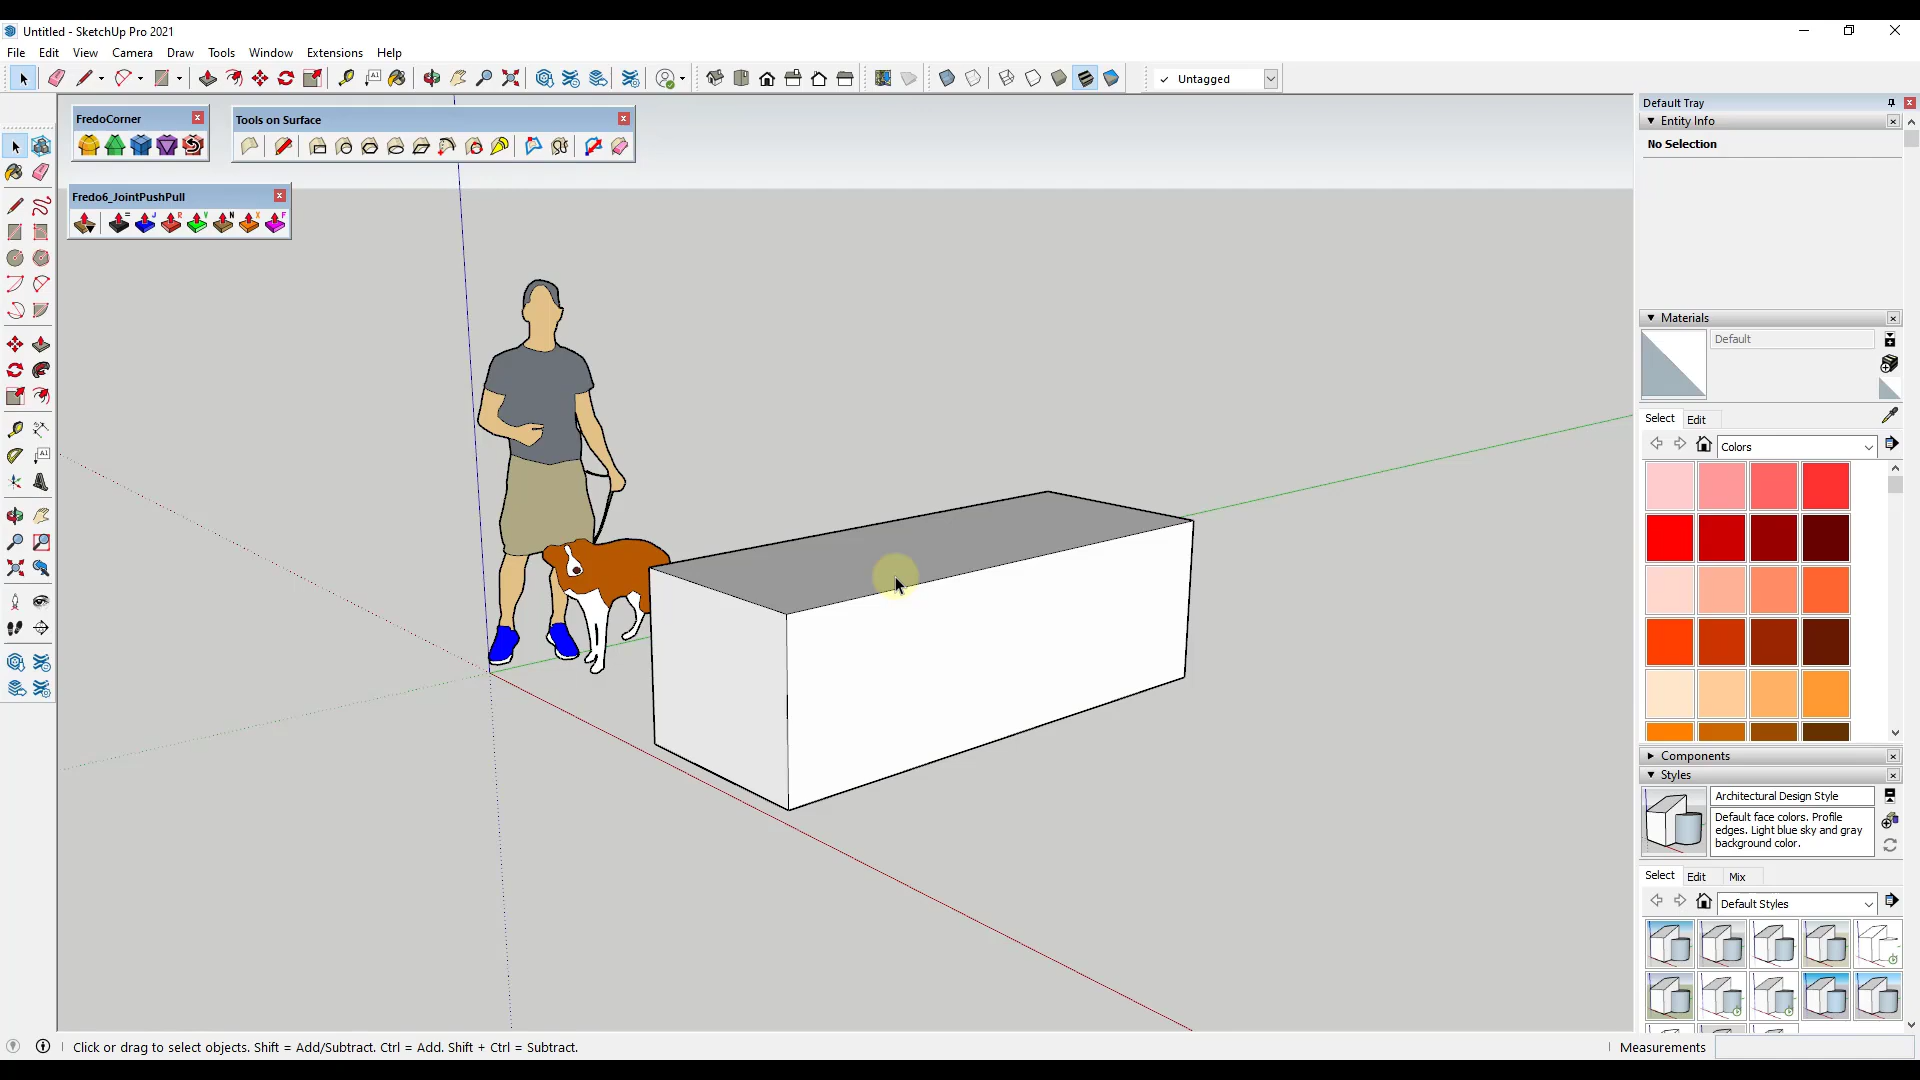 Untitled - SketchUp Pro 2021
File Edit View Camera Draw Tools Window Extensions Help
Untagged
FredoCorner
Tools on Surface
Fredo6_JointPushPull
Default Tray
Entity Info
No Selection
Materials
Default
Select Edit
Colors
Components
Styles
Architectural Design Style
Default face colors. Profile
edges. Light blue sky and gray
background color.
Select Edit Mix
Default Styles
Click or drag to select objects. Shift = Add/Subtract. Ctrl = Add. Shift + Ctrl = Subtract.
Measurements